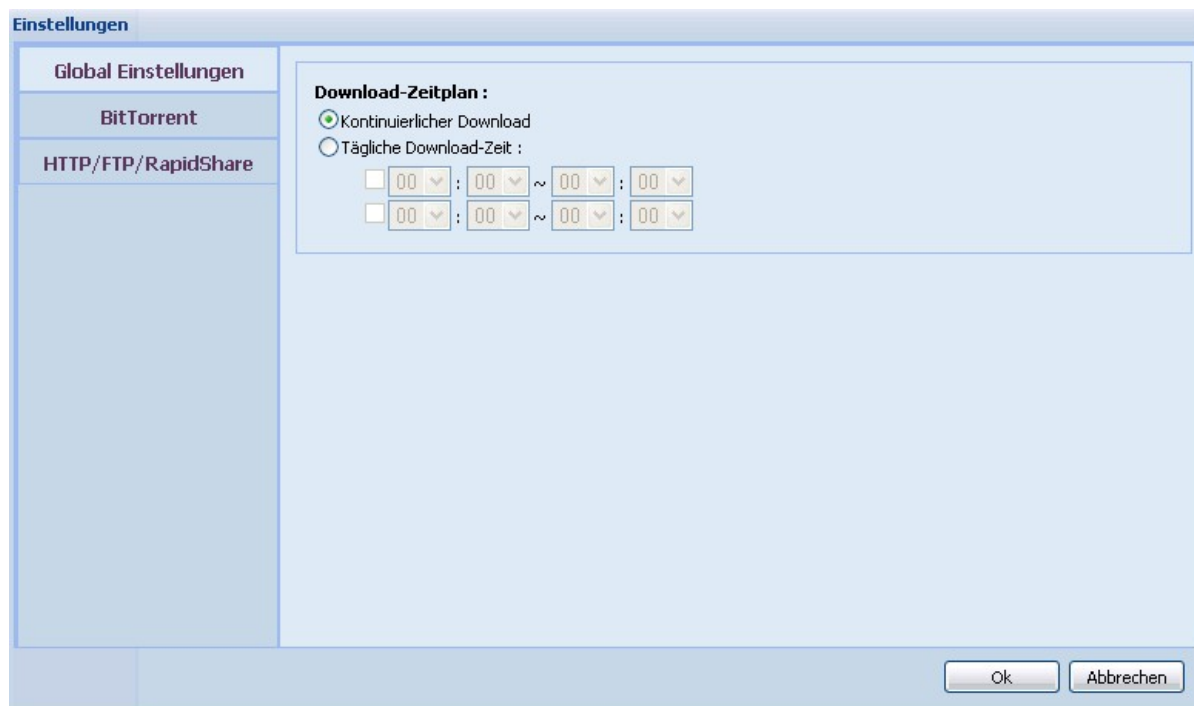 Einstellungen
Global Einstellungen
BitTorrent
HTTP/FTP/RapidShare
Download-Zeitplan :
Kontinuierlicher Download
Tägliche Download-Zeit :
00 : 00 ~ 00 : 00
00 : 00 ~ 00 : 00
Ok Abbrechen